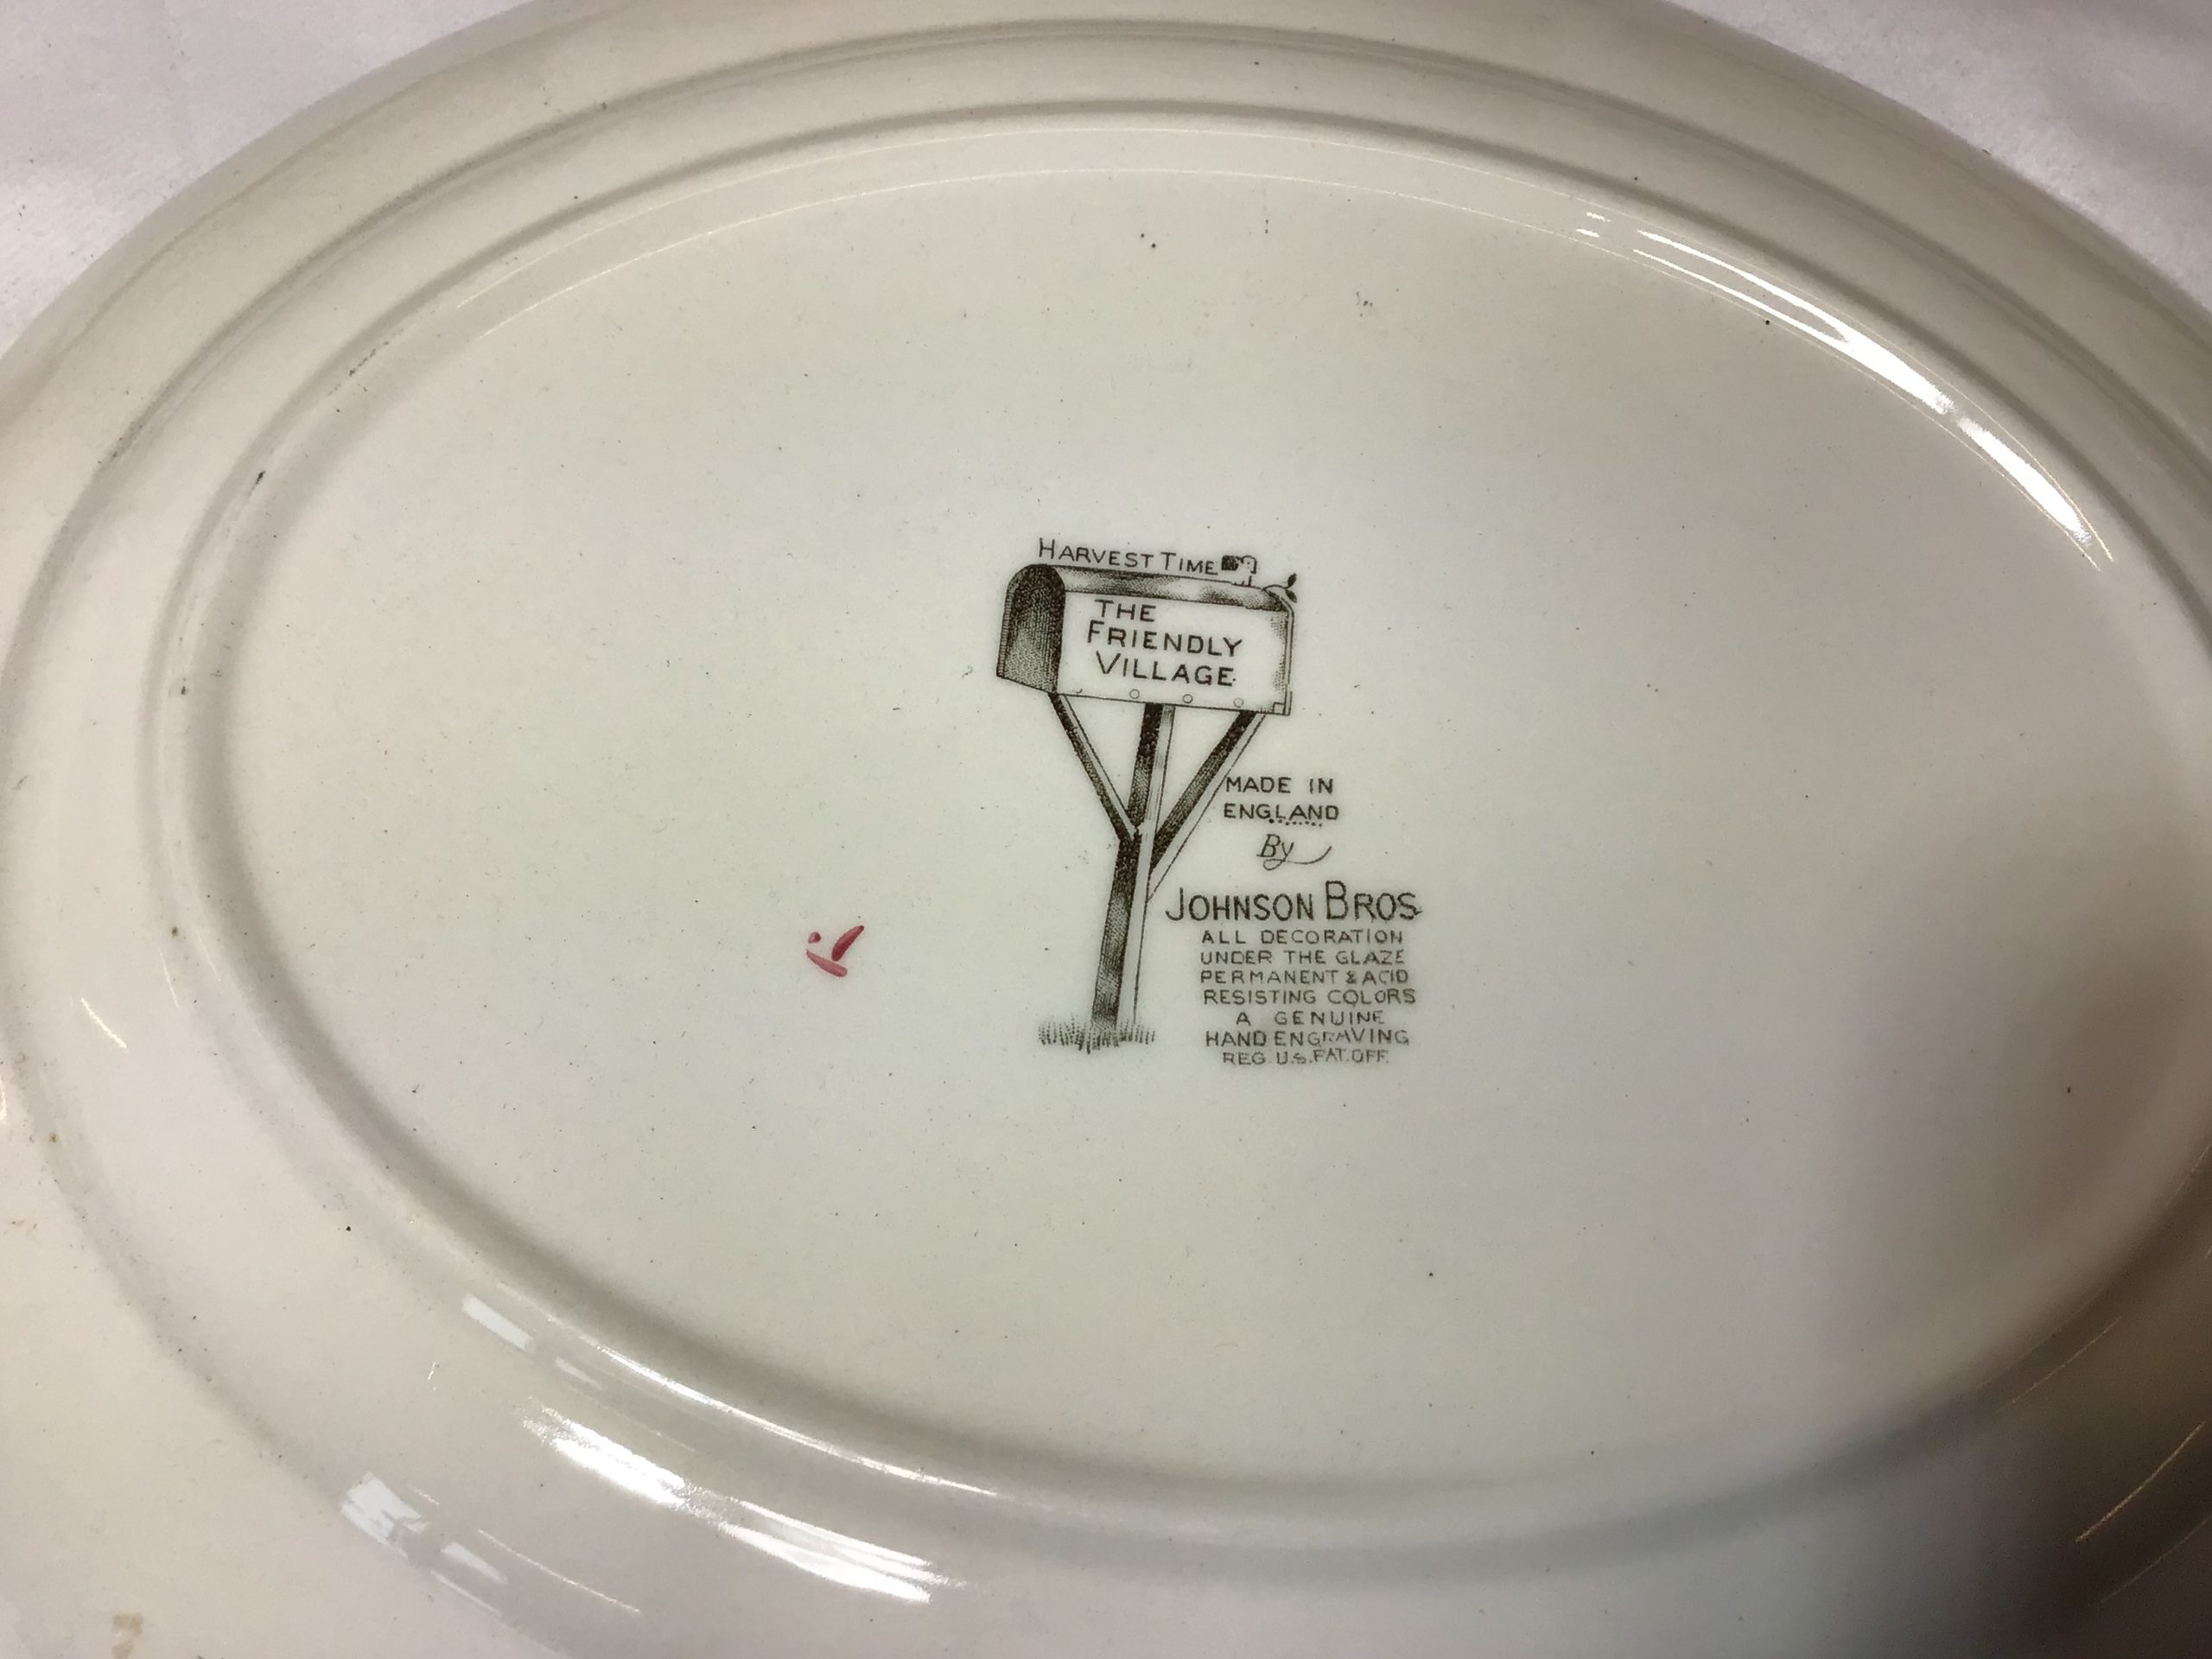 HARVEST TIME
THE
FRIENDLY
VILLAGE
MADE IN
ENGLAND
By
JOHNSON BROS
ALL DECORATION
UNDER THE GLAZE
PERMANENT & ACID
RESISTING COLORS
A GENUINE
HAND ENGRAVING
REG. U.S. PAT. OFF.